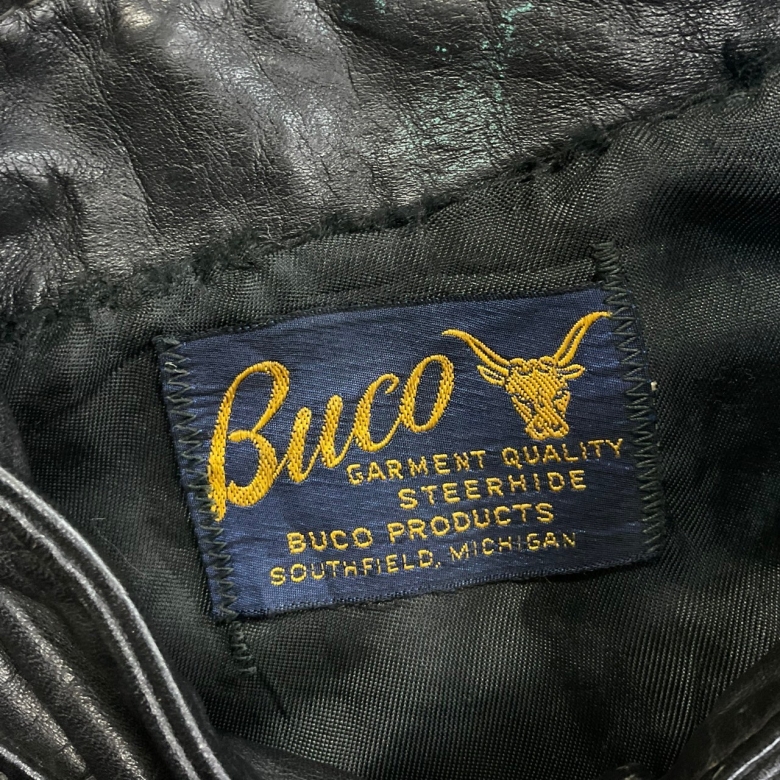 Buco
GARMENT QUALITY
STEERHIDE
BUCO PRODUCTS
SOUTHFIELD, MICHIGAN